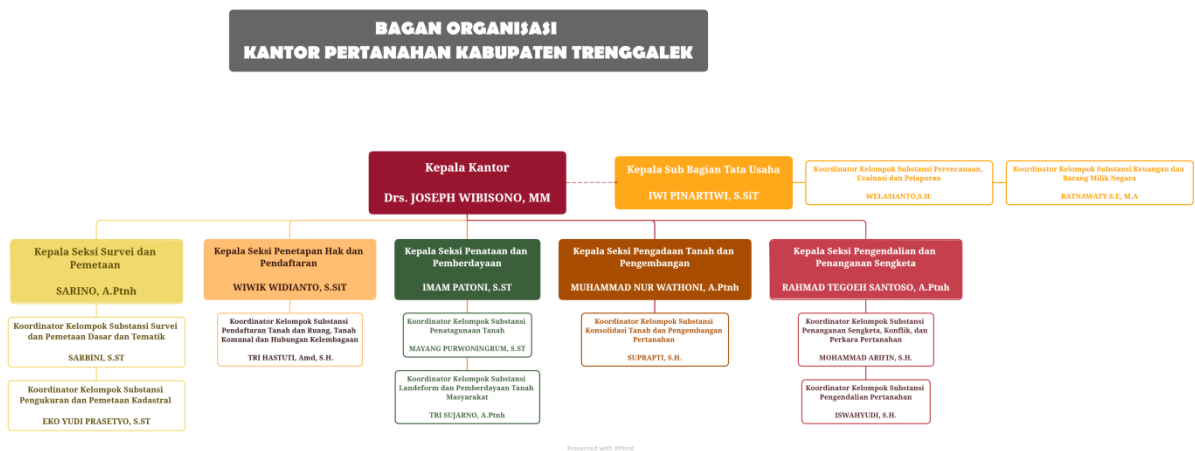 BAGAN ORGANISASI
KANTOR PERTANAHAN KABUPATEN TRENGGALEK
Kepala Kantor
Drs. JOSEPH WIBISONO, MM
Kepala Sub Bagian Tata Usaha
IWI PINARTIWI, S.SiT
Koordinator Kelompok Substansi Perencanaan,
Evaluasi dan Pelaporan
WELASIANTO,S.H.
Koordinator Kelompok Substansi Keuangan dan
Barang Milik Negara
RATNAWATY S.E, M.A
Kepala Seksi Survei dan
Pemetaan
SARINO, A.Ptnh
Koordinator Kelompok Substansi Survei
dan Pemetaan Dasar dan Tematik
SARBINI, S.ST
Koordinator Kelompok Substansi
Pengukuran dan Pemetaan Kadastral
EKO YUDI PRASETYO, S.ST
Kepala Seksi Penetapan Hak dan
Pendaftaran
WIWIK WIDIANTO, S.SiT
Koordinator Kelompok Substansi
Pendaftaran Tanah dan Ruang, Tanah
Komunal dan Hubungan Kelembagaan
TRI HASTUTI, Amd, S.H.
Kepala Seksi Penataan dan
Pemberdayaan
IMAM PATONI, S.ST
Koordinator Kelompok Substansi
Penatagunaan Tanah
MAYANG PURWONINGRUM, S.ST
Koordinator Kelompok Substansi
Landeform dan Pemberdayaan Tanah
Masyarakat
TRI SUJARNO, A.Ptnh
Kepala Seksi Pengadaan Tanah dan
Pengembangan
MUHAMMAD NUR WATHONI, A.Ptnh
Koordinator Kelompok Substansi
Konsolidasi Tanah dan Pengembangan
Pertanahan
SUPRAPTI, S.H.
Kepala Seksi Pengendalian dan
Penanganan Sengketa
RAHMAD TEGOEH SANTOSO, A.Ptnh
Koordinator Kelompok Substansi
Penanganan Sengketa, Konflik, dan
Perkara Pertanahan
MOHAMMAD ARIFIN, S.H.
Koordinator Kelompok Substansi
Pengendalian Pertanahan
ISWAHYUDI, S.H.
Presented with XMind